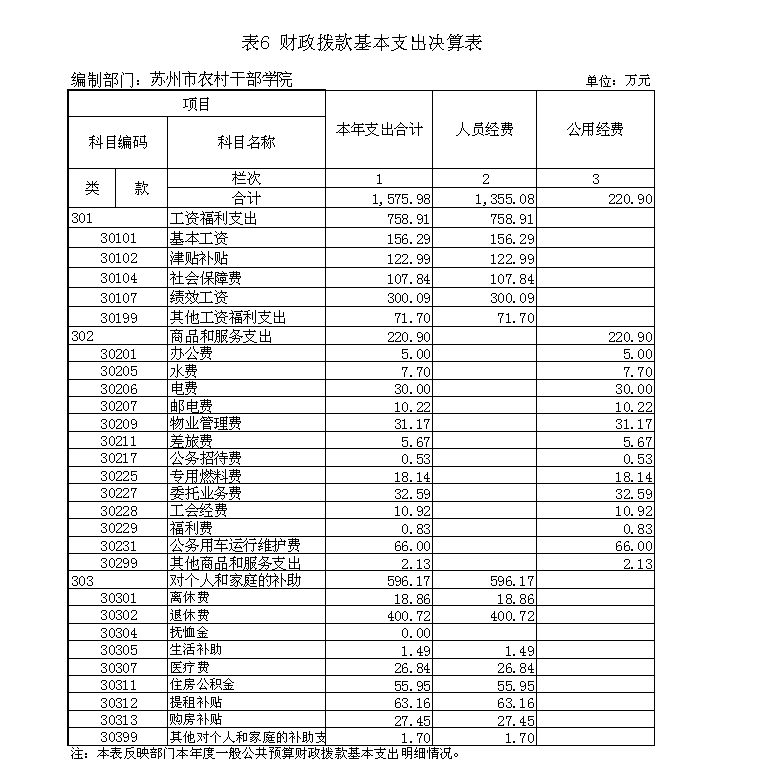 表6 财政拨款基本支出决算表
编制部门：苏州市农村干部学院 单位：万元
项目 本年支出合计 人员经费 公用经费
科目编码 科目名称
类 款 栏次 1 2 3
合计 1,575.98 1,355.08 220.90
301 工资福利支出 758.91 758.91
30101 基本工资 156.29 156.29
30102 津贴补贴 122.99 122.99
30104 社会保障费 107.84 107.84
30107 绩效工资 300.09 300.09
30199 其他工资福利支出 71.70 71.70
302 商品和服务支出 220.90 220.90
30201 办公费 5.00 5.00
30205 水费 7.70 7.70
30206 电费 30.00 30.00
30207 邮电费 10.22 10.22
30209 物业管理费 31.17 31.17
30211 差旅费 5.67 5.67
30217 公务招待费 0.53 0.53
30225 专用燃料费 18.14 18.14
30227 委托业务费 32.59 32.59
30228 工会经费 10.92 10.92
30229 福利费 0.83 0.83
30231 公务用车运行维护费 66.00 66.00
30299 其他商品和服务支出 2.13 2.13
303 对个人和家庭的补助 596.17 596.17
30301 离休费 18.86 18.86
30302 退休费 400.72 400.72
30304 抚恤金 0.00
30305 生活补助 1.49 1.49
30307 医疗费 26.84 26.84
30311 住房公积金 55.95 55.95
30312 提租补贴 63.16 63.16
30313 购房补贴 27.45 27.45
30399 其他对个人和家庭的补助支 1.70 1.70
注：本表反映部门本年度一般公共预算财政拨款基本支出明细情况。